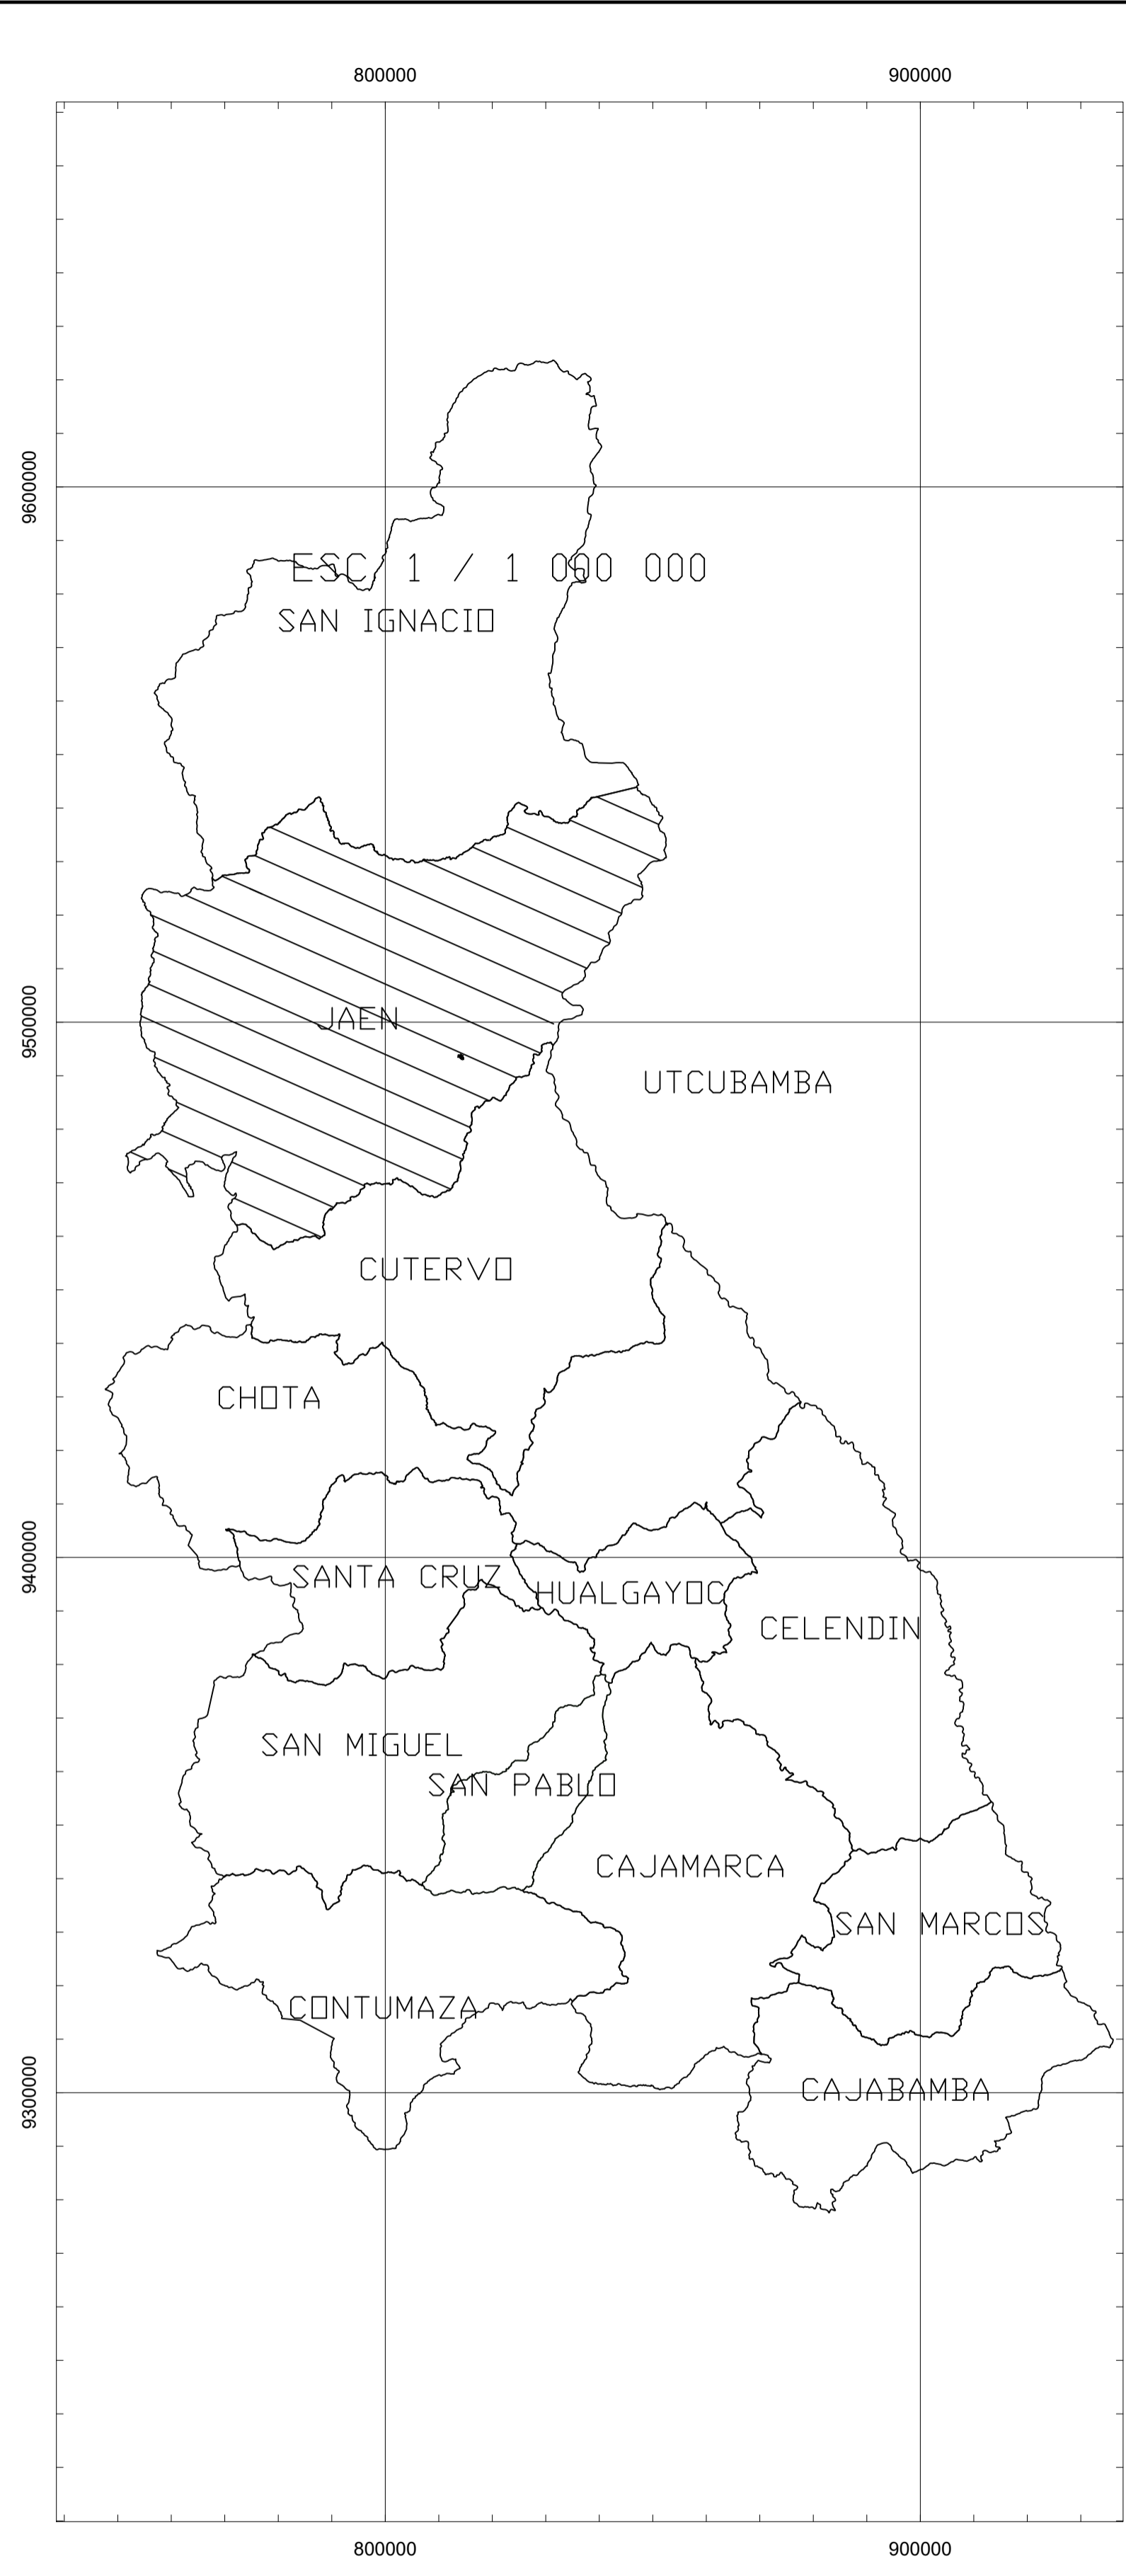 800000 900000
9600000
ESC 1 / 1 000 000
SAN IGNACIO
9500000
JAEN
UTCUBAMBA
CUTERVO
CHOTA
9400000
SANTA CRUZ
HUALGAYOC
CELENDIN
SAN MIGUEL
SAN PABLO
CAJAMARCA
SAN MARCOS
CONTUMAZA
9300000
CAJABAMBA
800000 900000